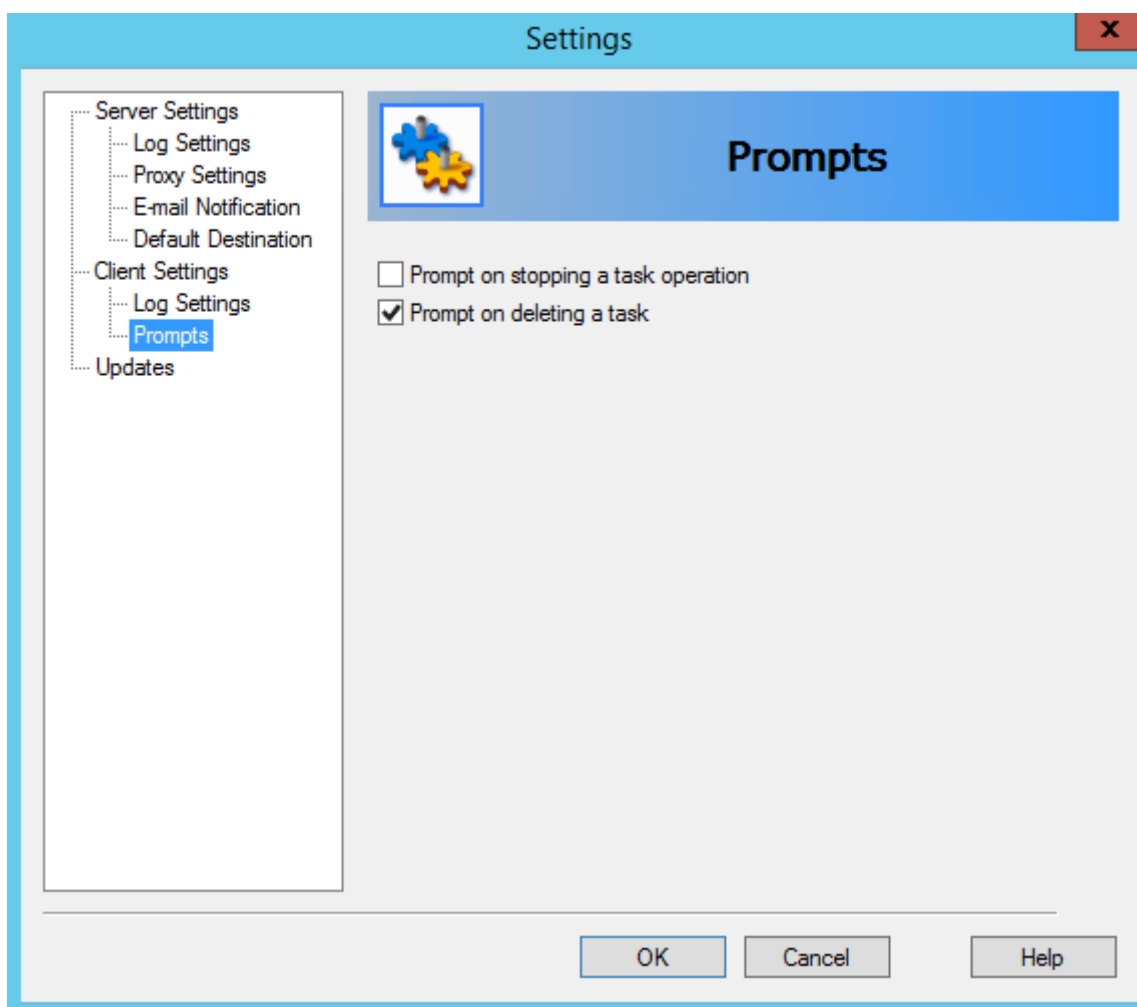 Settings
x
Server Settings
Log Settings
Proxy Settings
E-mail Notification
Default Destination
Client Settings
Log Settings
Prompts
Updates
Prompts
Prompt on stopping a task operation
Prompt on deleting a task
OK
Cancel
Help